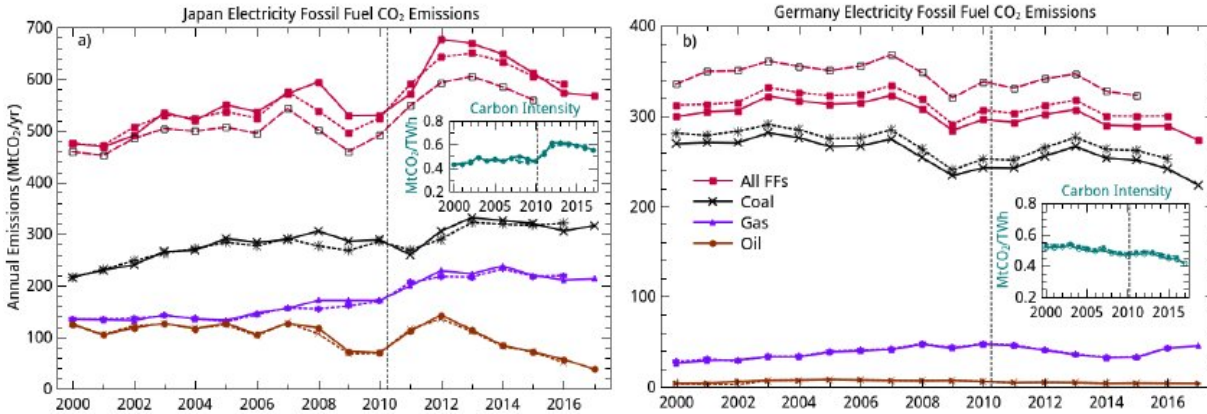 Japan Electricity Fossil Fuel CO₂ Emissions
a)
Annual Emissions (MtCO₂/yr)
700
600
500
400
300
200
100
0
2000 2002 2004 2006 2008 2010 2012 2014 2016
Carbon Intensity
MtCO₂/TWh
0.8
0.6
0.4
0.2
2000 2005 2010 2015
Germany Electricity Fossil Fuel CO₂ Emissions
b)
400
350
300
250
200
150
100
50
0
2000 2002 2004 2006 2008 2010 2012 2014 2016
All FFs
Coal
Gas
Oil
Carbon Intensity
MtCO₂/TWh
0.8
0.6
0.4
0.2
2000 2005 2010 2015